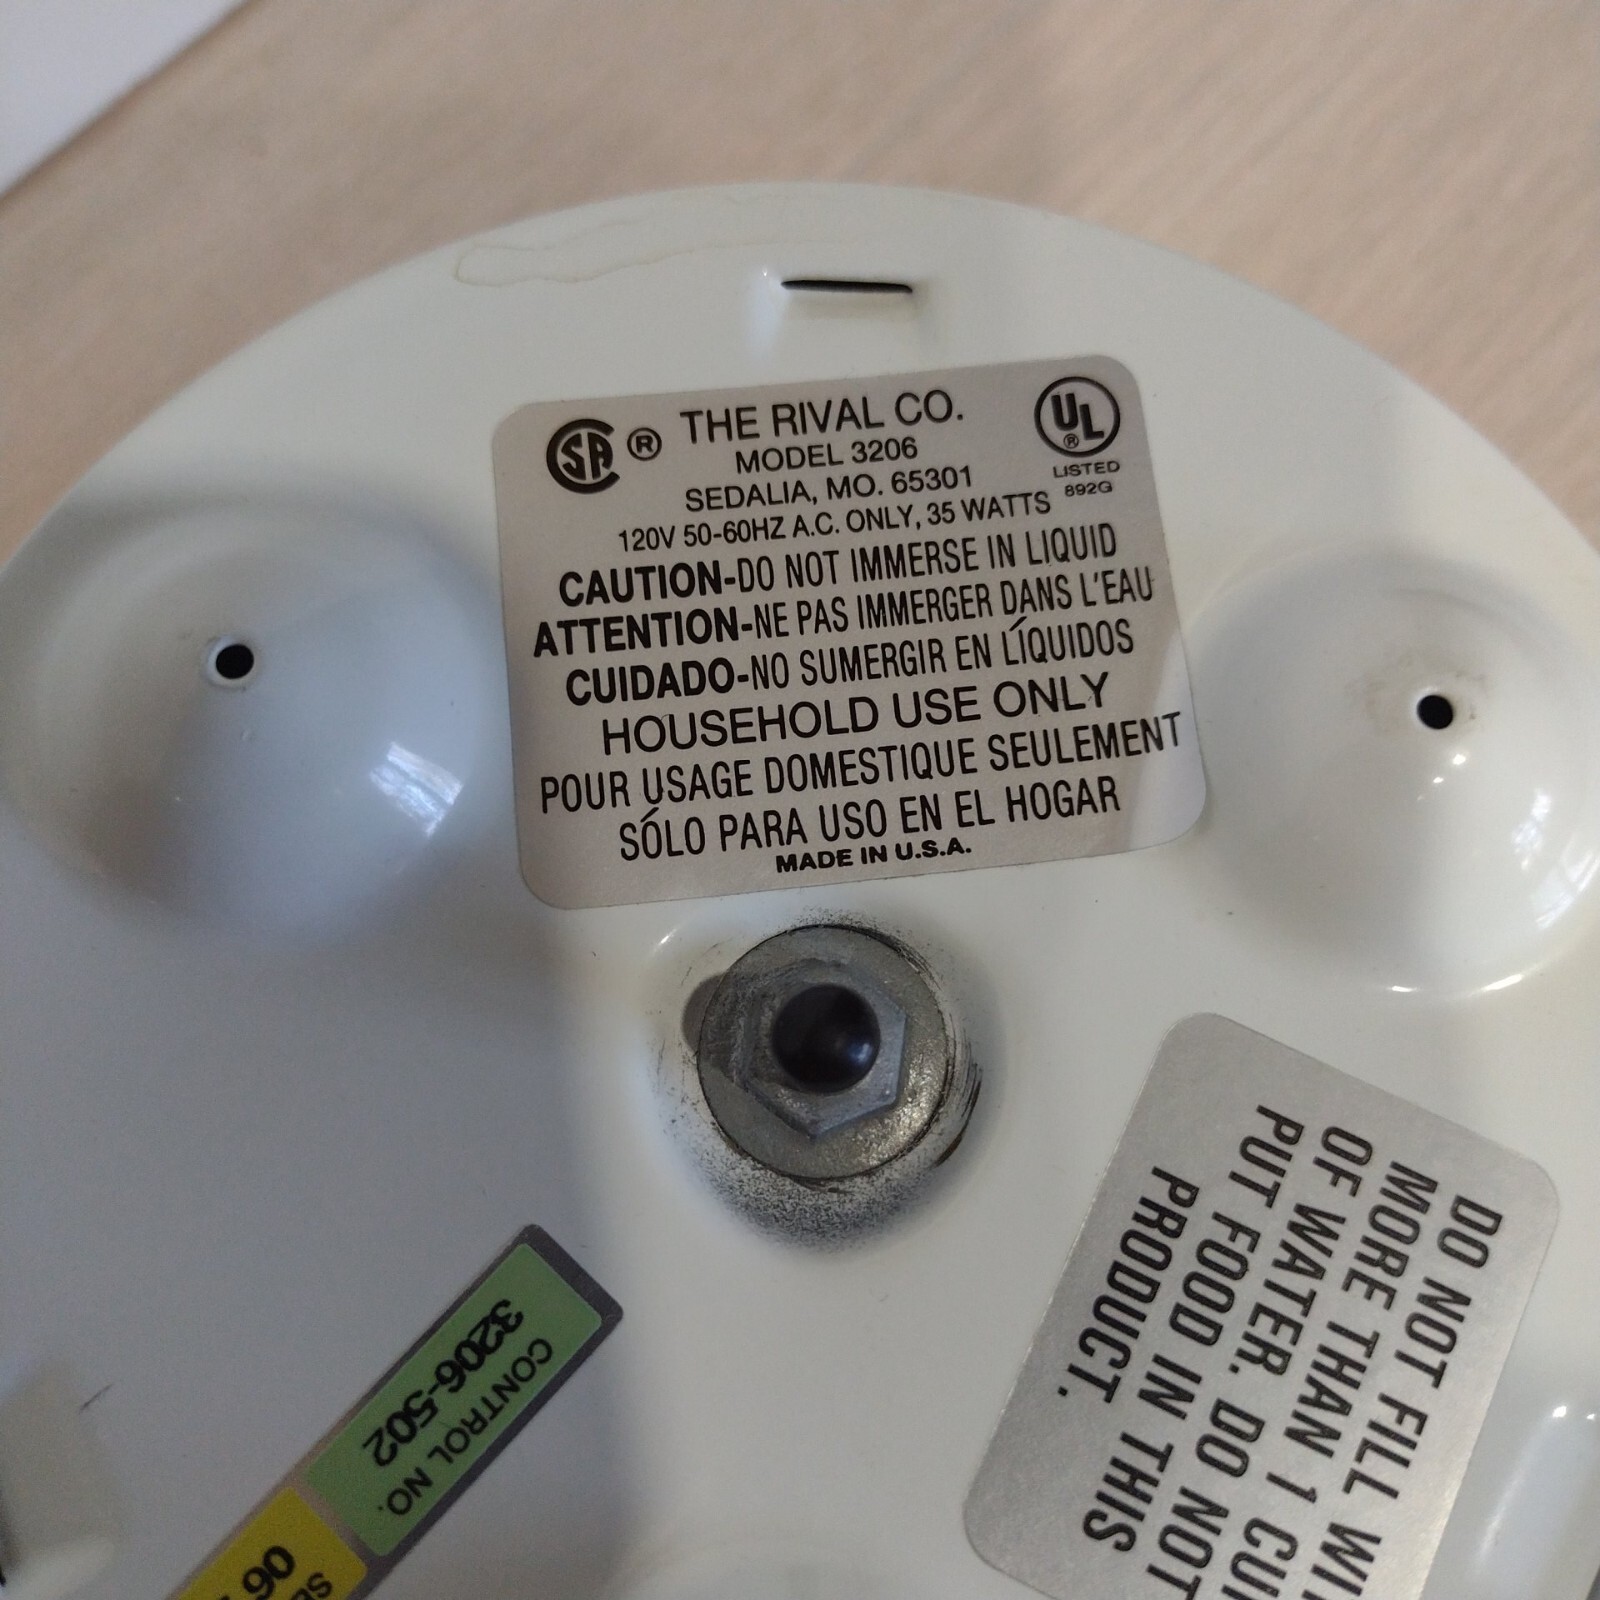 SA ®
THE RIVAL CO.
MODEL 3206
SEDALIA, MO. 65301
120V 50-60HZ A.C. ONLY, 35 WATTS
UL ®
LISTED
892G
CAUTION-DO NOT IMMERSE IN LIQUID
ATTENTION-NE PAS IMMERGER DANS L'EAU
CUIDADO-NO SUMERGIR EN LÍQUIDOS
HOUSEHOLD USE ONLY
POUR USAGE DOMESTIQUE SEULEMENT
SÓLO PARA USO EN EL HOGAR
MADE IN U.S.A.
DO NOT FILL
MORE THAN 1
OF WATER. DO NOT
PUT FOOD IN THIS
PRODUCT.
CONTROL NO.
3206-502
06